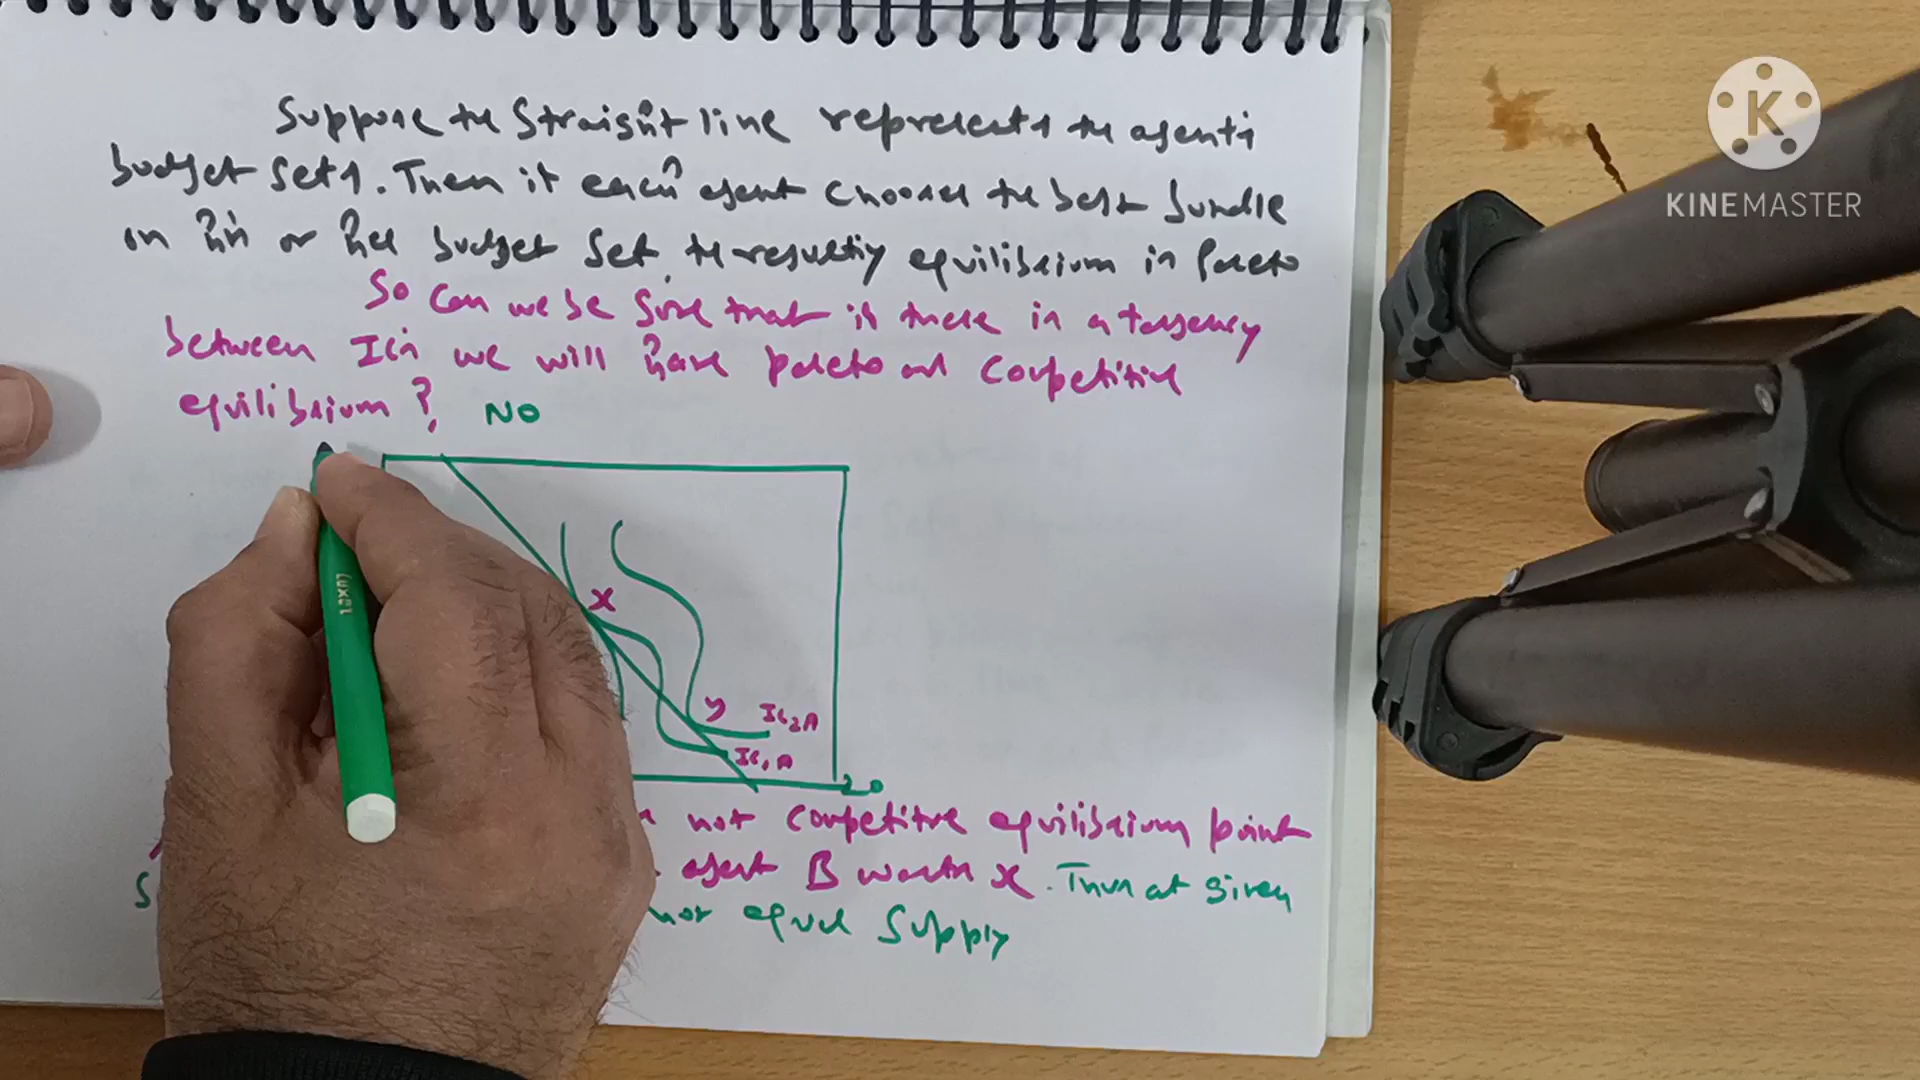 Suppose the straight line represents the agents
budget sets. Then if each agent chooses the best bundle
on his or her budget set, the resulting equilibrium is Pareto
So can we be sure that if there is a tangency
between ICs we will have pareto and competitive
equilibrium? NO
x
y IC2A
IC1A
20
not competitive equilibrium point
S agent B wants x. Thus at given
not equal supply
LUXOR
K
KINEMASTER